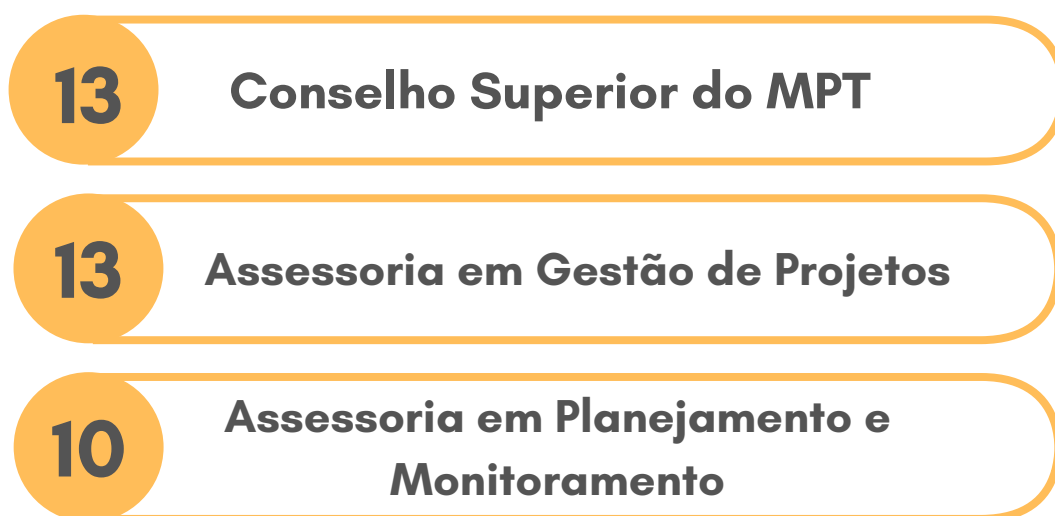 13
Conselho Superior do MPT
13
Assessoria em Gestão de Projetos
10
Assessoria em Planejamento e
Monitoramento